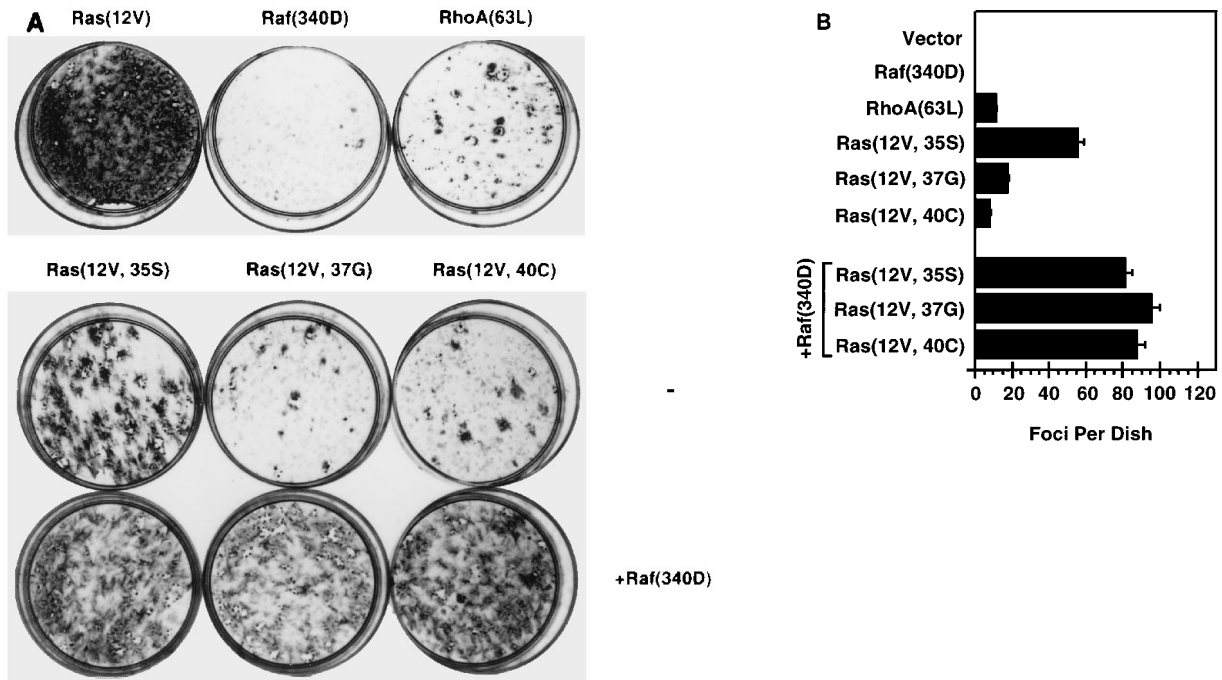 A
Ras(12V) Raf(340D) RhoA(63L)
Ras(12V, 35S) Ras(12V, 37G) Ras(12V, 40C)
-
+Raf(340D)
B
Vector
Raf(340D)
RhoA(63L)
Ras(12V, 35S)
Ras(12V, 37G)
Ras(12V, 40C)
+Raf(340D)
Ras(12V, 35S)
Ras(12V, 37G)
Ras(12V, 40C)
0 20 40 60 80 100 120
Foci Per Dish